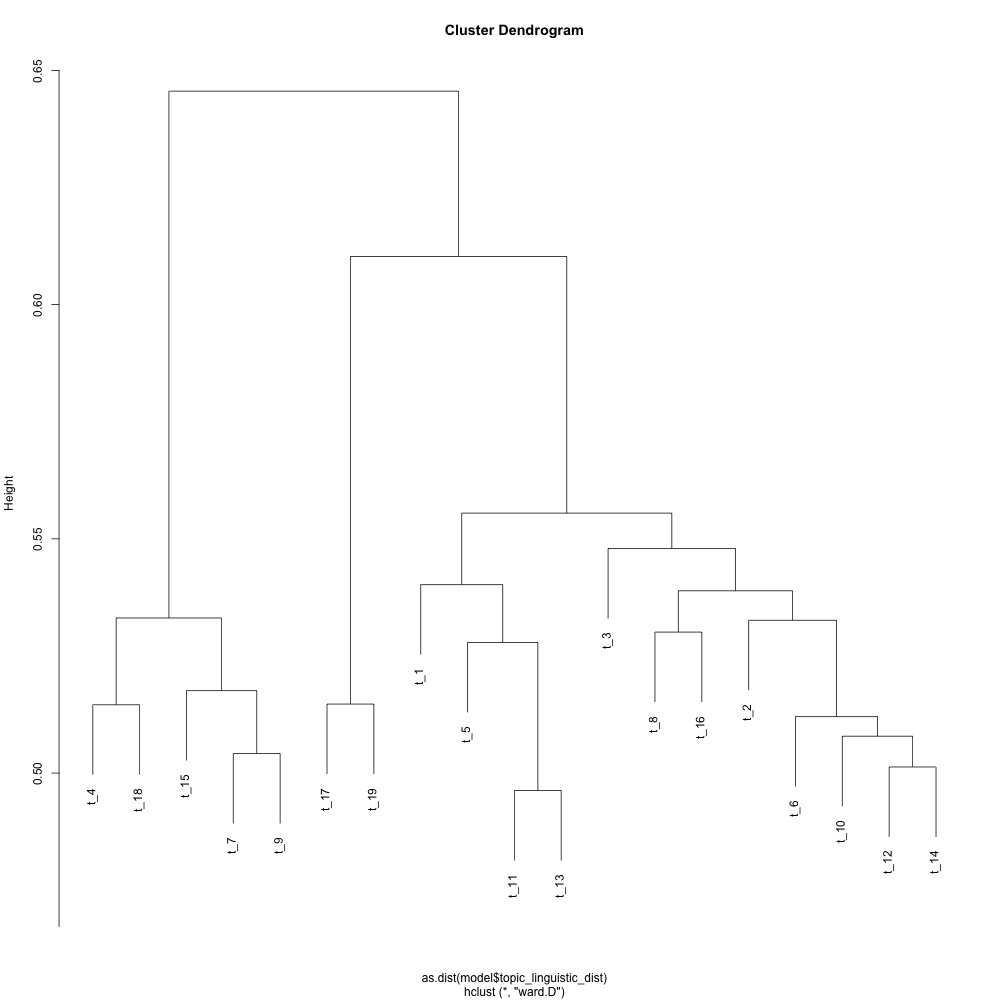 Cluster Dendrogram
Height
0.65
0.60
0.55
0.50
t_4
t_18
t_15
t_7
t_9
t_17
t_19
t_1
t_5
t_11
t_13
t_3
t_8
t_16
t_2
t_6
t_10
t_12
t_14
as.dist(model$topic_linguistic_dist)
hclust (*, "ward.D")